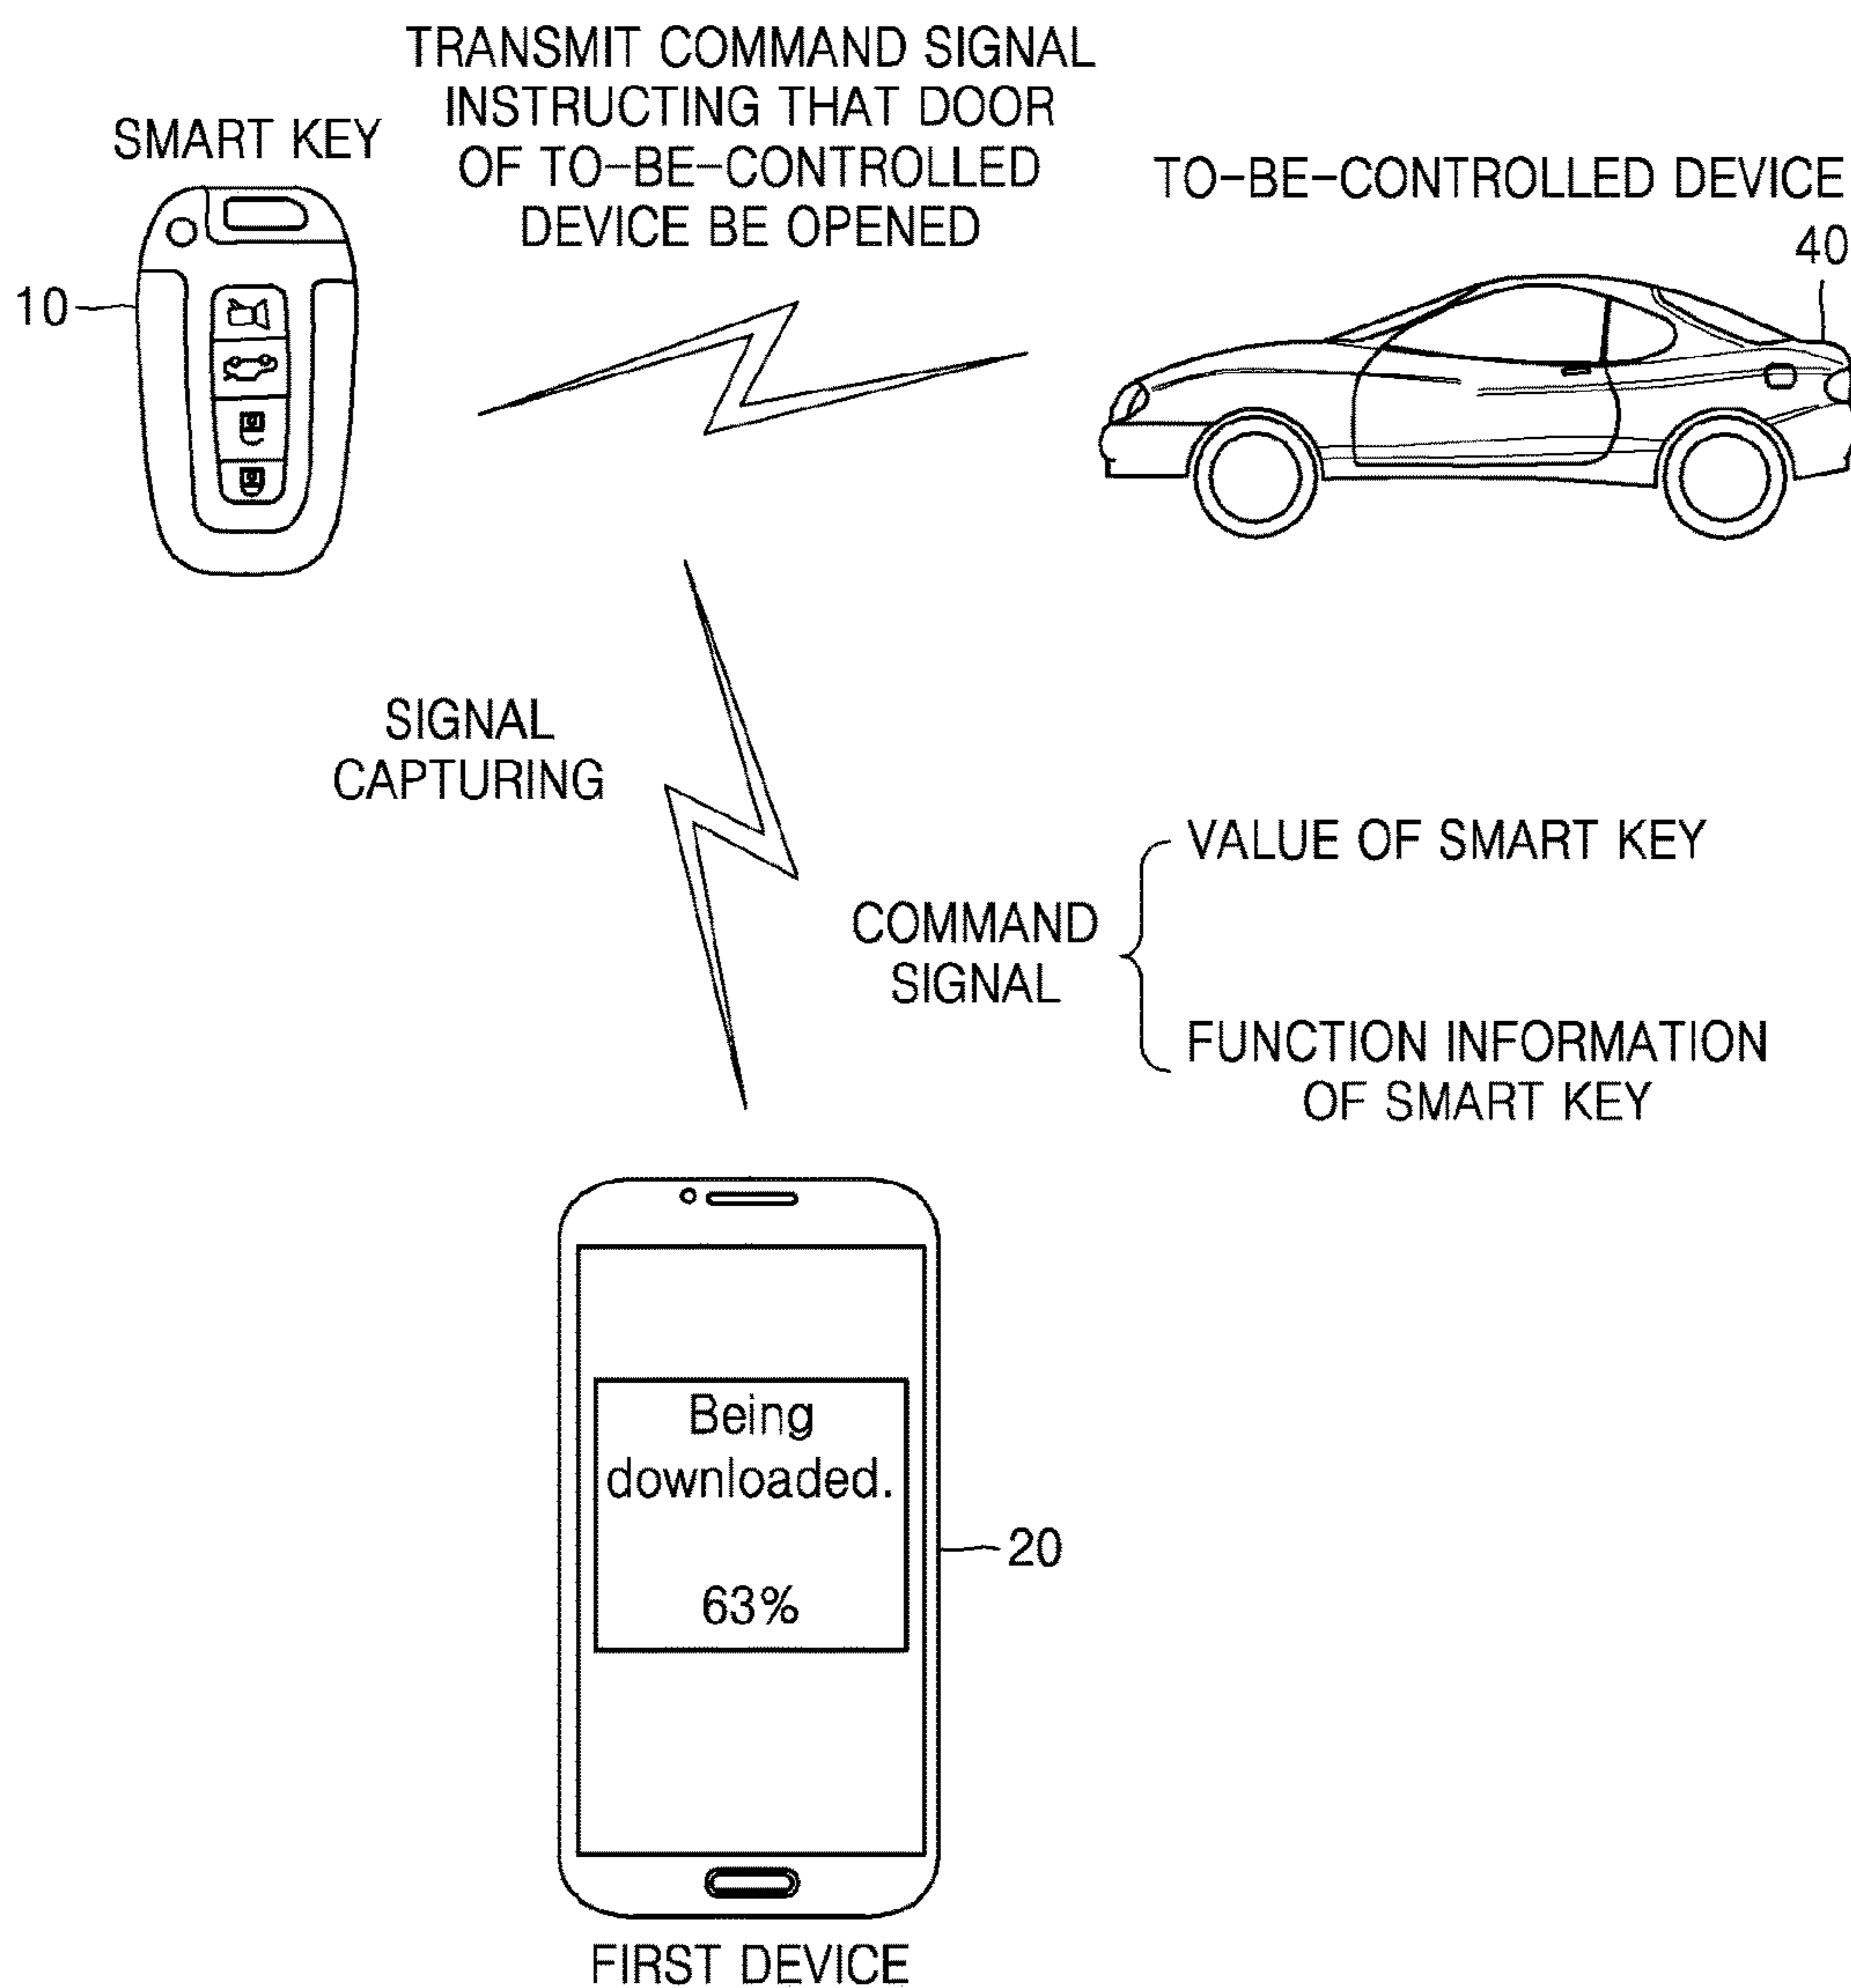 TRANSMIT COMMAND SIGNAL
INSTRUCTING THAT DOOR
OF TO-BE-CONTROLLED
DEVICE BE OPENED
SMART KEY
10
TO-BE-CONTROLLED DEVICE
40
SIGNAL
CAPTURING
COMMAND
SIGNAL
VALUE OF SMART KEY
FUNCTION INFORMATION
OF SMART KEY
Being
downloaded.
63%
20
FIRST DEVICE